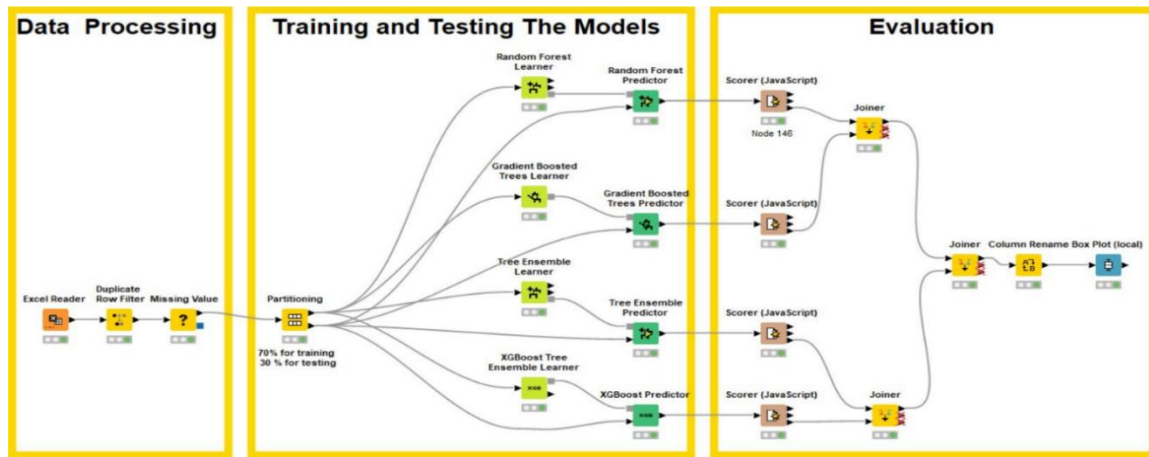 Data Processing
Training and Testing The Models
Evaluation
Excel Reader
Duplicate
Row Filter
Missing Value
?
Partitioning
70% for training
30 % for testing
Random Forest
Learner
Random Forest
Predictor
Gradient Boosted
Trees Learner
Gradient Boosted
Trees Predictor
Tree Ensemble
Learner
Tree Ensemble
Predictor
XGBoost Tree
Ensemble Learner
XGBoost Predictor
Scorer (JavaScript)
Node 146
Scorer (JavaScript)
Scorer (JavaScript)
Scorer (JavaScript)
Joiner
Joiner
Joiner
Column Rename
Box Plot (local)